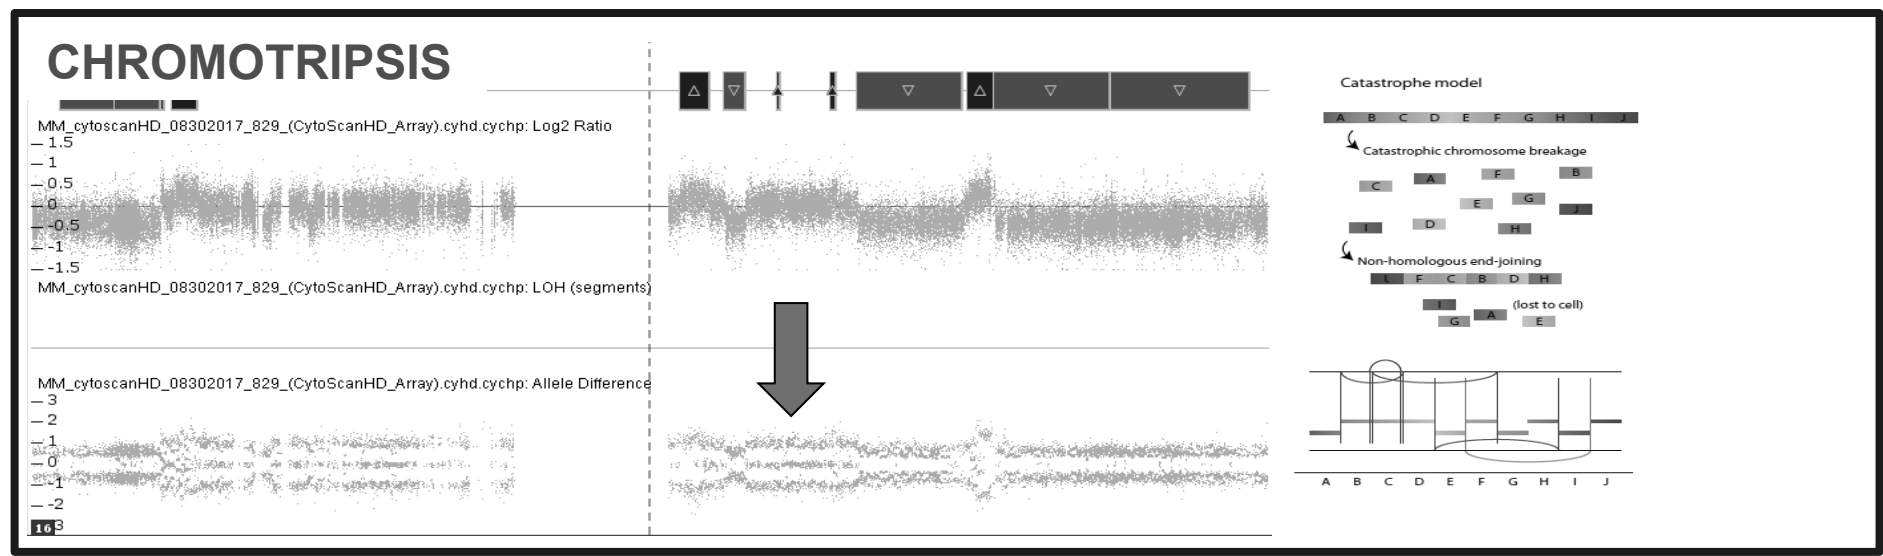 CHROMOTRIPSIS
MM_cytoscanHD_08302017_829_(CytoScanHD_Array).cyhd.cychp: Log2 Ratio
1.5
1
0.5
0
-0.5
-1
-1.5
MM_cytoscanHD_08302017_829_(CytoScanHD_Array).cyhd.cychp: LOH (segments)
MM_cytoscanHD_08302017_829_(CytoScanHD_Array).cyhd.cychp: Allele Difference
3
2
1
0
-1
-2
16 3
Catastrophe model
A B C D E F G H I J
Catastrophic chromosome breakage
C A F B
E G J
I D H
Non-homologous end-joining
F C B D H
I (lost to cell)
G A E
A B C D E F G H I J